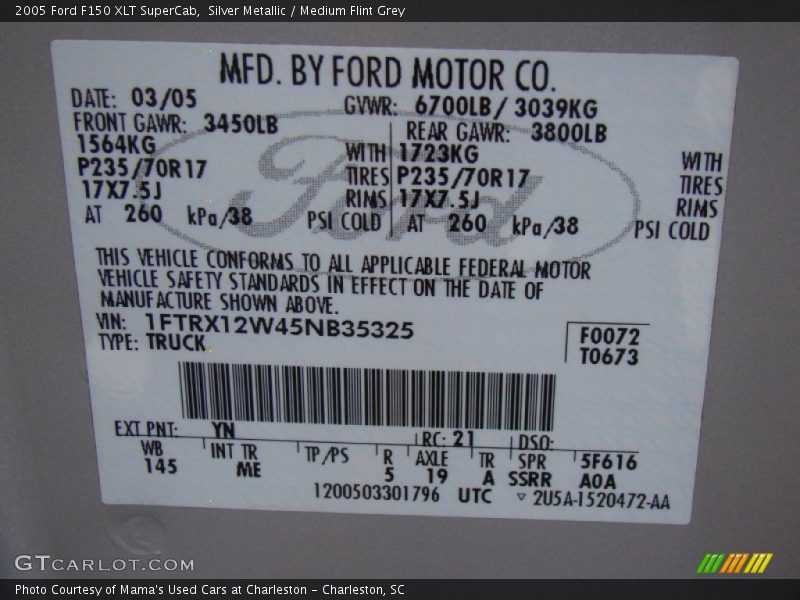 2005 Ford F150 XLT SuperCab,  Silver Metallic / Medium Flint Grey
MFD. BY FORD MOTOR CO.
DATE: 03/05 GVWR: 6700LB/ 3039KG
FRONT GAWR: 3450LB REAR GAWR: 3800LB
1564KG WITH 1723KG WITH
P235/70R17 TIRES P235/70R17 TIRES
17X7.5J RIMS 17X7.5J RIMS
AT 260 kPa/38 PSI COLD AT 260 kPa/38 PSI COLD
THIS VEHICLE CONFORMS TO ALL APPLICABLE FEDERAL MOTOR
VEHICLE SAFETY STANDARDS IN EFFECT ON THE DATE OF
MANUFACTURE SHOWN ABOVE.
VIN: 1FTRX12W45NB35325 F0072
TYPE: TRUCK T0673
EXT PNT: YN RC: 21 DSO:
WB INT TR TP/PS R AXLE TR SPR 5F616
145 ME 5 19 A SSRR A0A
1200503301796 UTC ▽ 2U5A-1520472-AA
Ford
GTCARLOT.COM
Photo Courtesy of Mama's Used Cars at Charleston – Charleston, SC